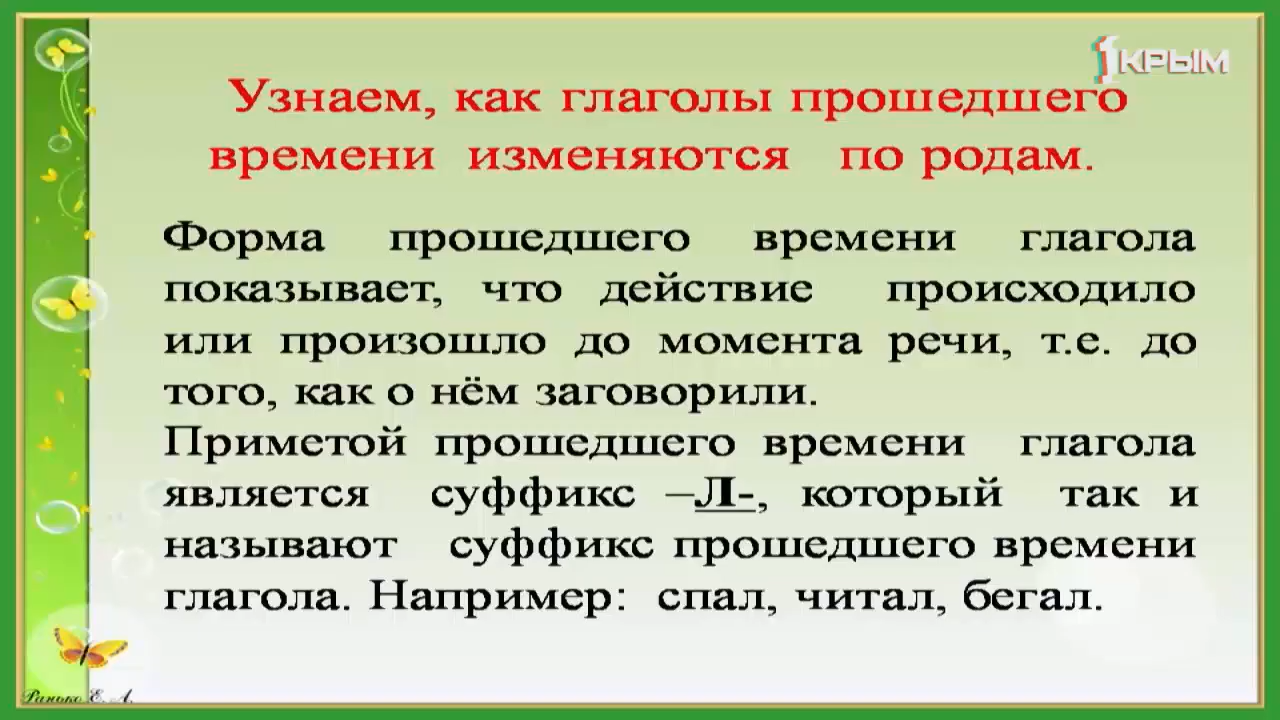 1КРЫМ
Узнаем, как глаголы прошедшего
времени изменяются по родам.
Форма прошедшего времени глагола
показывает, что действие происходило
или произошло до момента речи, т.е. до
того, как о нём заговорили.
Приметой прошедшего времени глагола
является суффикс –Л-, который так и
называют суффикс прошедшего времени
глагола. Например: спал, читал, бегал.
Ранько Е. А.